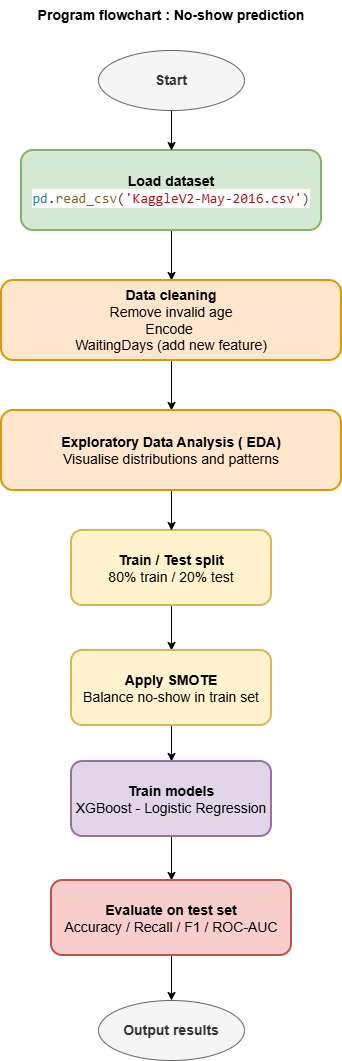 Program flowchart : No-show prediction
Start
Load dataset
pd.read_csv('KaggleV2-May-2016.csv')
Data cleaning
Remove invalid age
Encode
WaitingDays (add new feature)
Exploratory Data Analysis ( EDA)
Visualise distributions and patterns
Train / Test split
80% train / 20% test
Apply SMOTE
Balance no-show in train set
Train models
XGBoost - Logistic Regression
Evaluate on test set
Accuracy / Recall / F1 / ROC-AUC
Output results